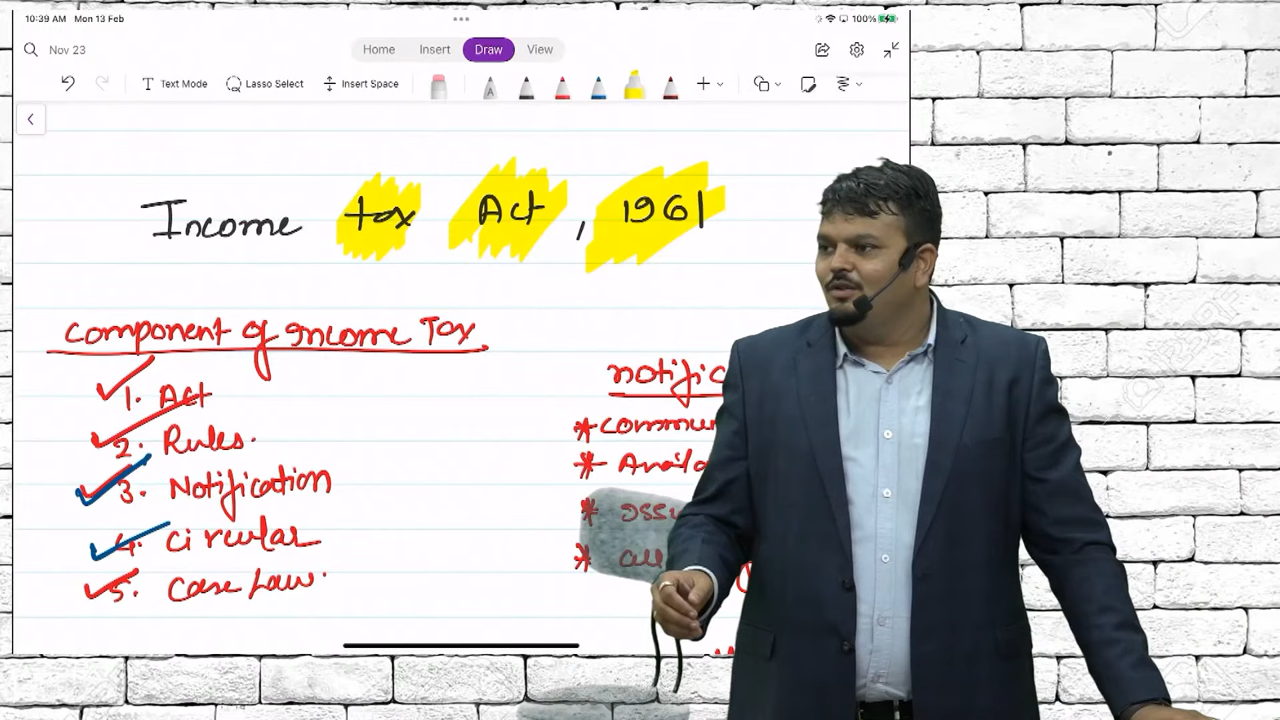 10:39 AM Mon 13 Feb
100%
Nov 23
Home Insert Draw View
Text Mode Lasso Select Insert Space
Income Tax Act, 1961
Component of Income Tax
1. Act
2. Rules.
3. Notification
4. Circular
5. Case Law.
notific
*commu
* Availa
* Issu
*